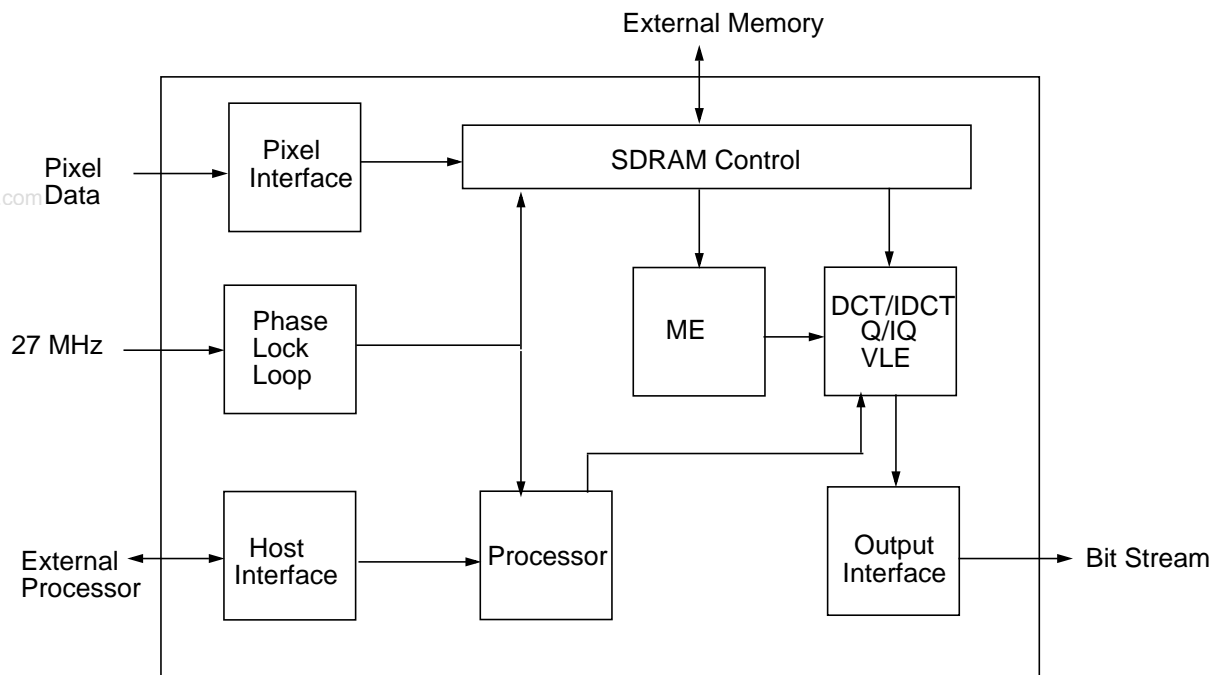 External Memory
Pixel
Interface
SDRAM Control
Pixel
Data
com
DCT/IDCT
Q/IQ
VLE
ME
Phase
Lock
Loop
27 MHz
Host
Interface
Processor
Output
Interface
External
Processor
Bit Stream